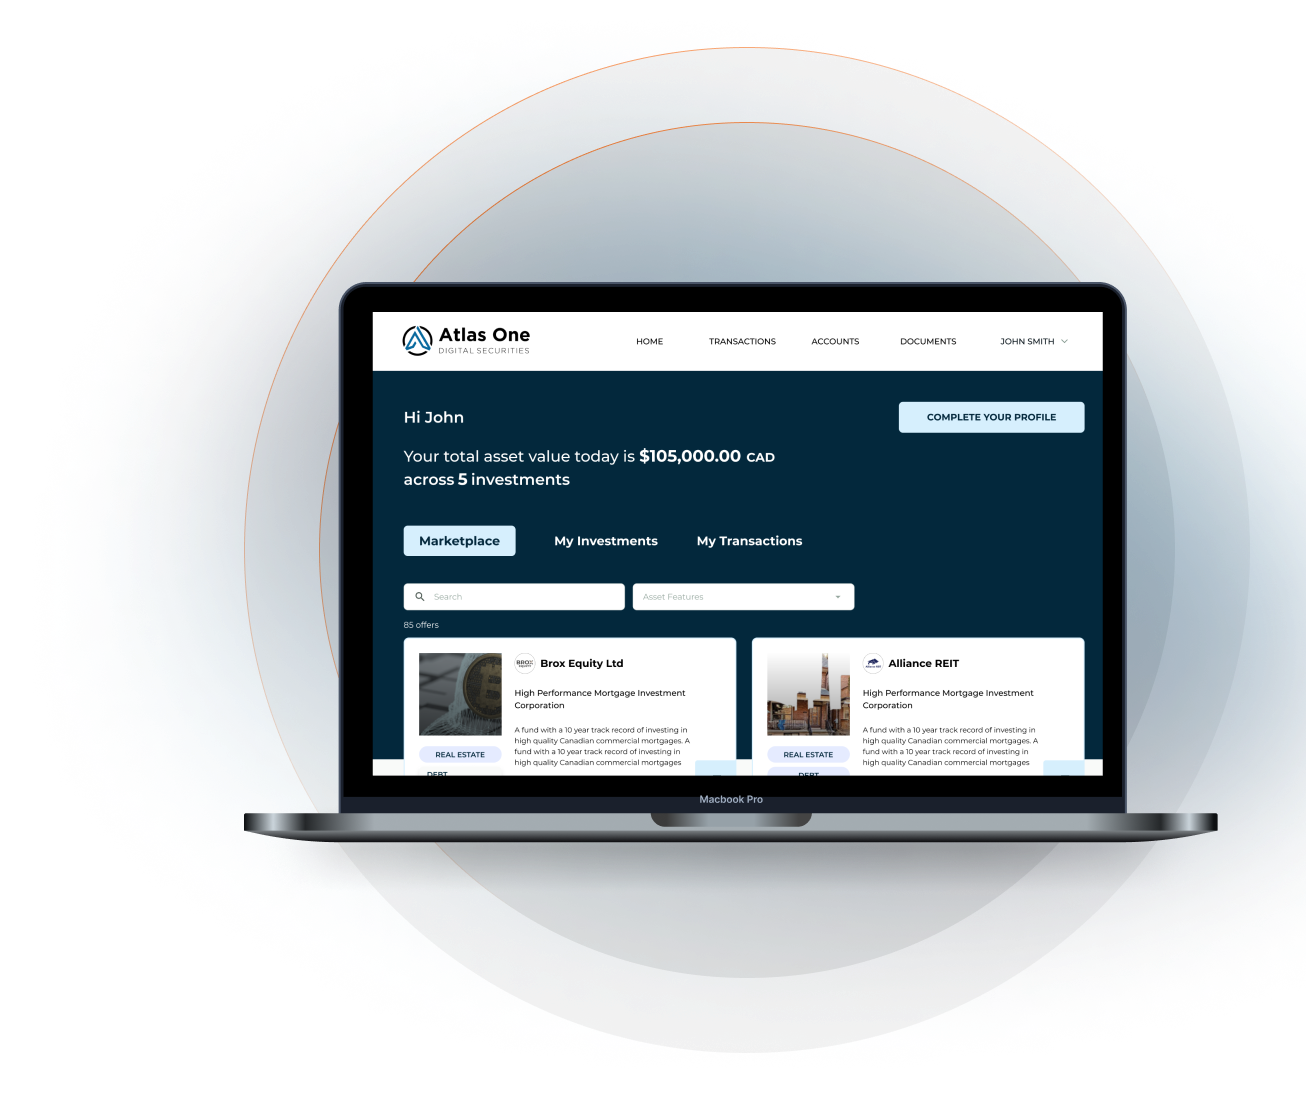 Atlas One
DIGITAL SECURITIES
HOME
TRANSACTIONS
ACCOUNTS
DOCUMENTS
JOHN SMITH
Hi John
COMPLETE YOUR PROFILE
Your total asset value today is $105,000.00 CAD
across 5 investments
Marketplace
My Investments
My Transactions
Search
Asset Features
85 offers
BROX
Brox Equity Ltd
High Performance Mortgage Investment
Corporation
A fund with a 10 year track record of investing in
high quality Canadian commercial mortgages. A
fund with a 10 year track record of investing in
high quality Canadian commercial mortgages
REAL ESTATE
DEBT
Alliance REIT
Alliance REIT
High Performance Mortgage Investment
Corporation
A fund with a 10 year track record of investing in
high quality Canadian commercial mortgages. A
fund with a 10 year track record of investing in
high quality Canadian commercial mortgages
REAL ESTATE
DEBT
Macbook Pro